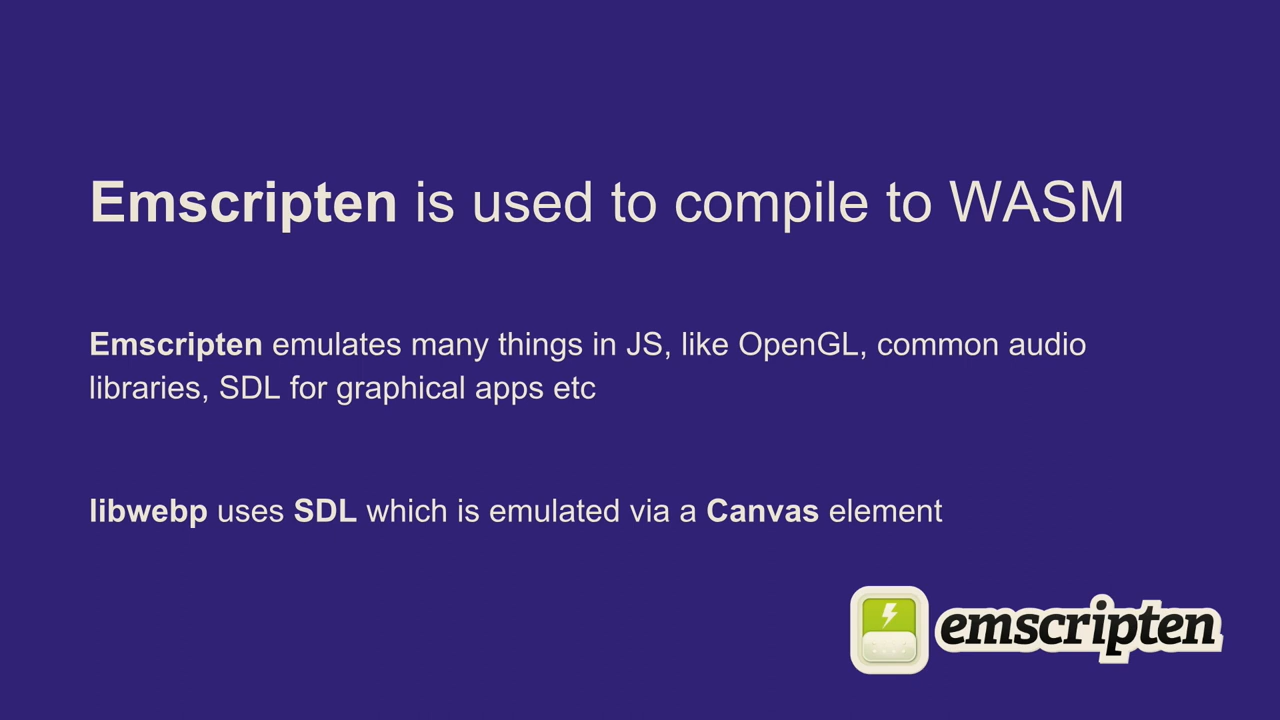 Emscripten is used to compile to WASM
Emscripten emulates many things in JS, like OpenGL, common audio
libraries, SDL for graphical apps etc
libwebp uses SDL which is emulated via a Canvas element
emscripten